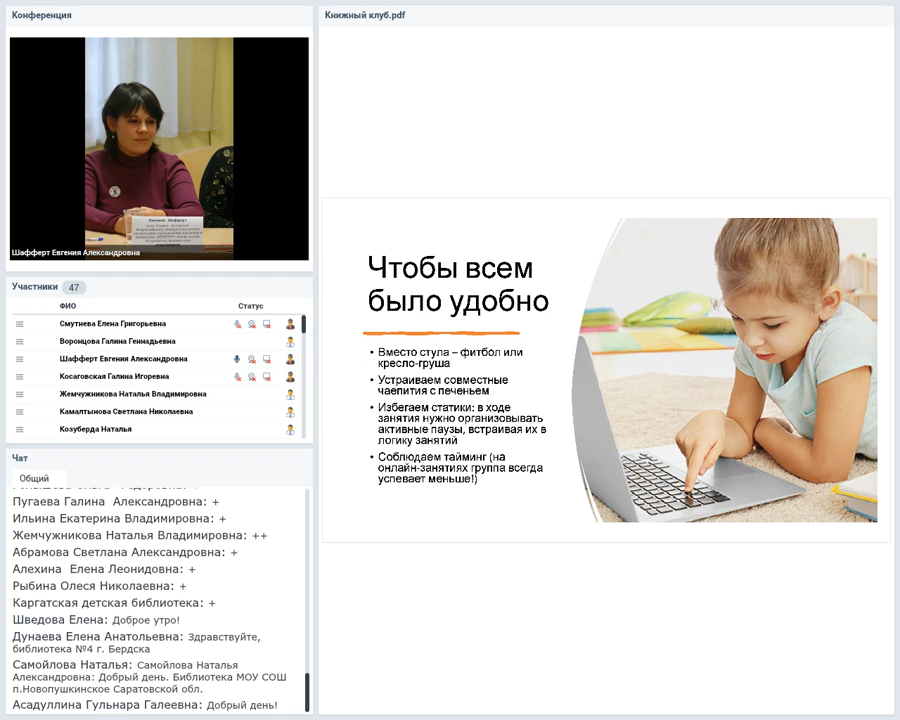 Конференция
Шафферт Евгения Александровна
Участники 47
ФИО Статус
Смутнева Елена Григорьевна
Воронцова Галина Геннадьевна
Шафферт Евгения Александровна
Косаговская Галина Игоревна
Жемчужникова Наталья Владимировна
Камалтынова Светлана Николаевна
Козуберда Наталья
Чат
Общий
Пугаева Галина Александровна: +
Ильина Екатерина Владимировна: +
Жемчужникова Наталья Владимировна: ++
Абрамова Светлана Александровна: +
Алехина Елена Леонидовна: +
Рыбина Олеся Николаевна: +
Каргатская детская библиотека: +
Шведова Елена: Доброе утро!
Дунаева Елена Анатольевна: Здравствуйте,
библиотека №4 г. Бердска
Самойлова Наталья: Самойлова Наталья
Александровна: Добрый день. Библиотека МОУ СОШ
п.Новопушкинское Саратовской обл.
Асадуллина Гульнара Галеевна: Добрый день!
Книжный клуб.pdf
Чтобы всем
было удобно
• Вместо стула – фитбол или
кресло-груша
• Устраиваем совместные
чаепития с печеньем
• Избегаем статики: в ходе
занятия нужно организовывать
активные паузы, встраивая их в
логику занятий
• Соблюдаем тайминг (на
онлайн-занятиях группа всегда
успевает меньше!)